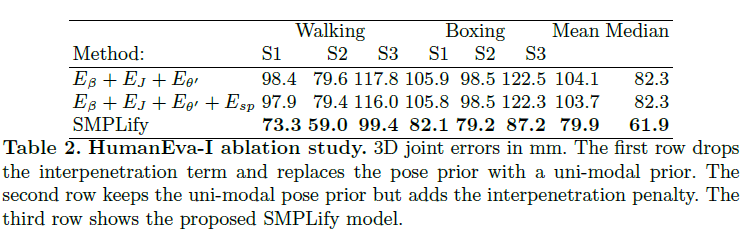 Walking Boxing Mean Median
Method: S1 S2 S3 S1 S2 S3
E_β + E_J + E_θ′ 98.4 79.6 117.8 105.9 98.5 122.5 104.1 82.3
E_β + E_J + E_θ′ + E_sp 97.9 79.4 116.0 105.8 98.5 122.3 103.7 82.3
SMPLify 73.3 59.0 99.4 82.1 79.2 87.2 79.9 61.9
Table 2. HumanEva-I ablation study. 3D joint errors in mm. The first row drops
the interpenetration term and replaces the pose prior with a uni-modal prior. The
second row keeps the uni-modal pose prior but adds the interpenetration penalty. The
third row shows the proposed SMPLify model.